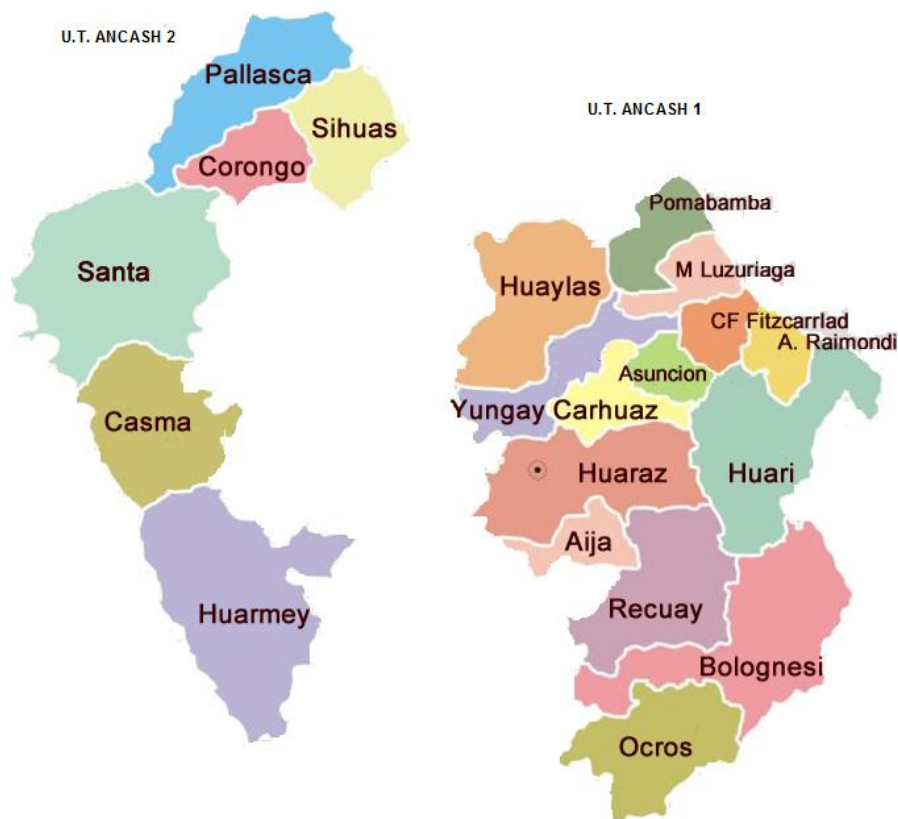 U.T. ANCASH 2
Pallasca
Sihuas
Corongo
Santa
Casma
Huarmey
U.T. ANCASH 1
Pomabamba
M Luzuriaga
Huaylas
CF Fitzcarrlad
A. Raimondi
Asuncion
Yungay
Carhuaz
Huaraz
Huari
Aija
Recuay
Bolognesi
Ocros